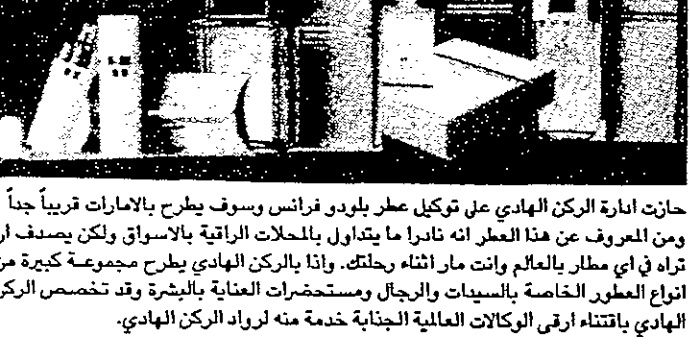 حازت ادارة الركن الهادي على توكيل عطر بلودو فرانس وسوف يطرح بالامارات قريباً جداً
ومن المعروف عن هذا العطر انه نادرا ما يتداول بالمحلات الراقية بالاسواق ولكن يصدف ان
تراه في اي مطار بالعالم وانت مار اثناء رحلتك. واذا بالركن الهادي يطرح مجموعة كبيرة من
انواع العطور الخاصة بالسيدات والرجال ومستحضرات العناية بالبشرة وقد تخصص الركن
الهادي باقتناء ارقى الوكالات العالمية الجذابة خدمة منه لرواد الركن الهادي.